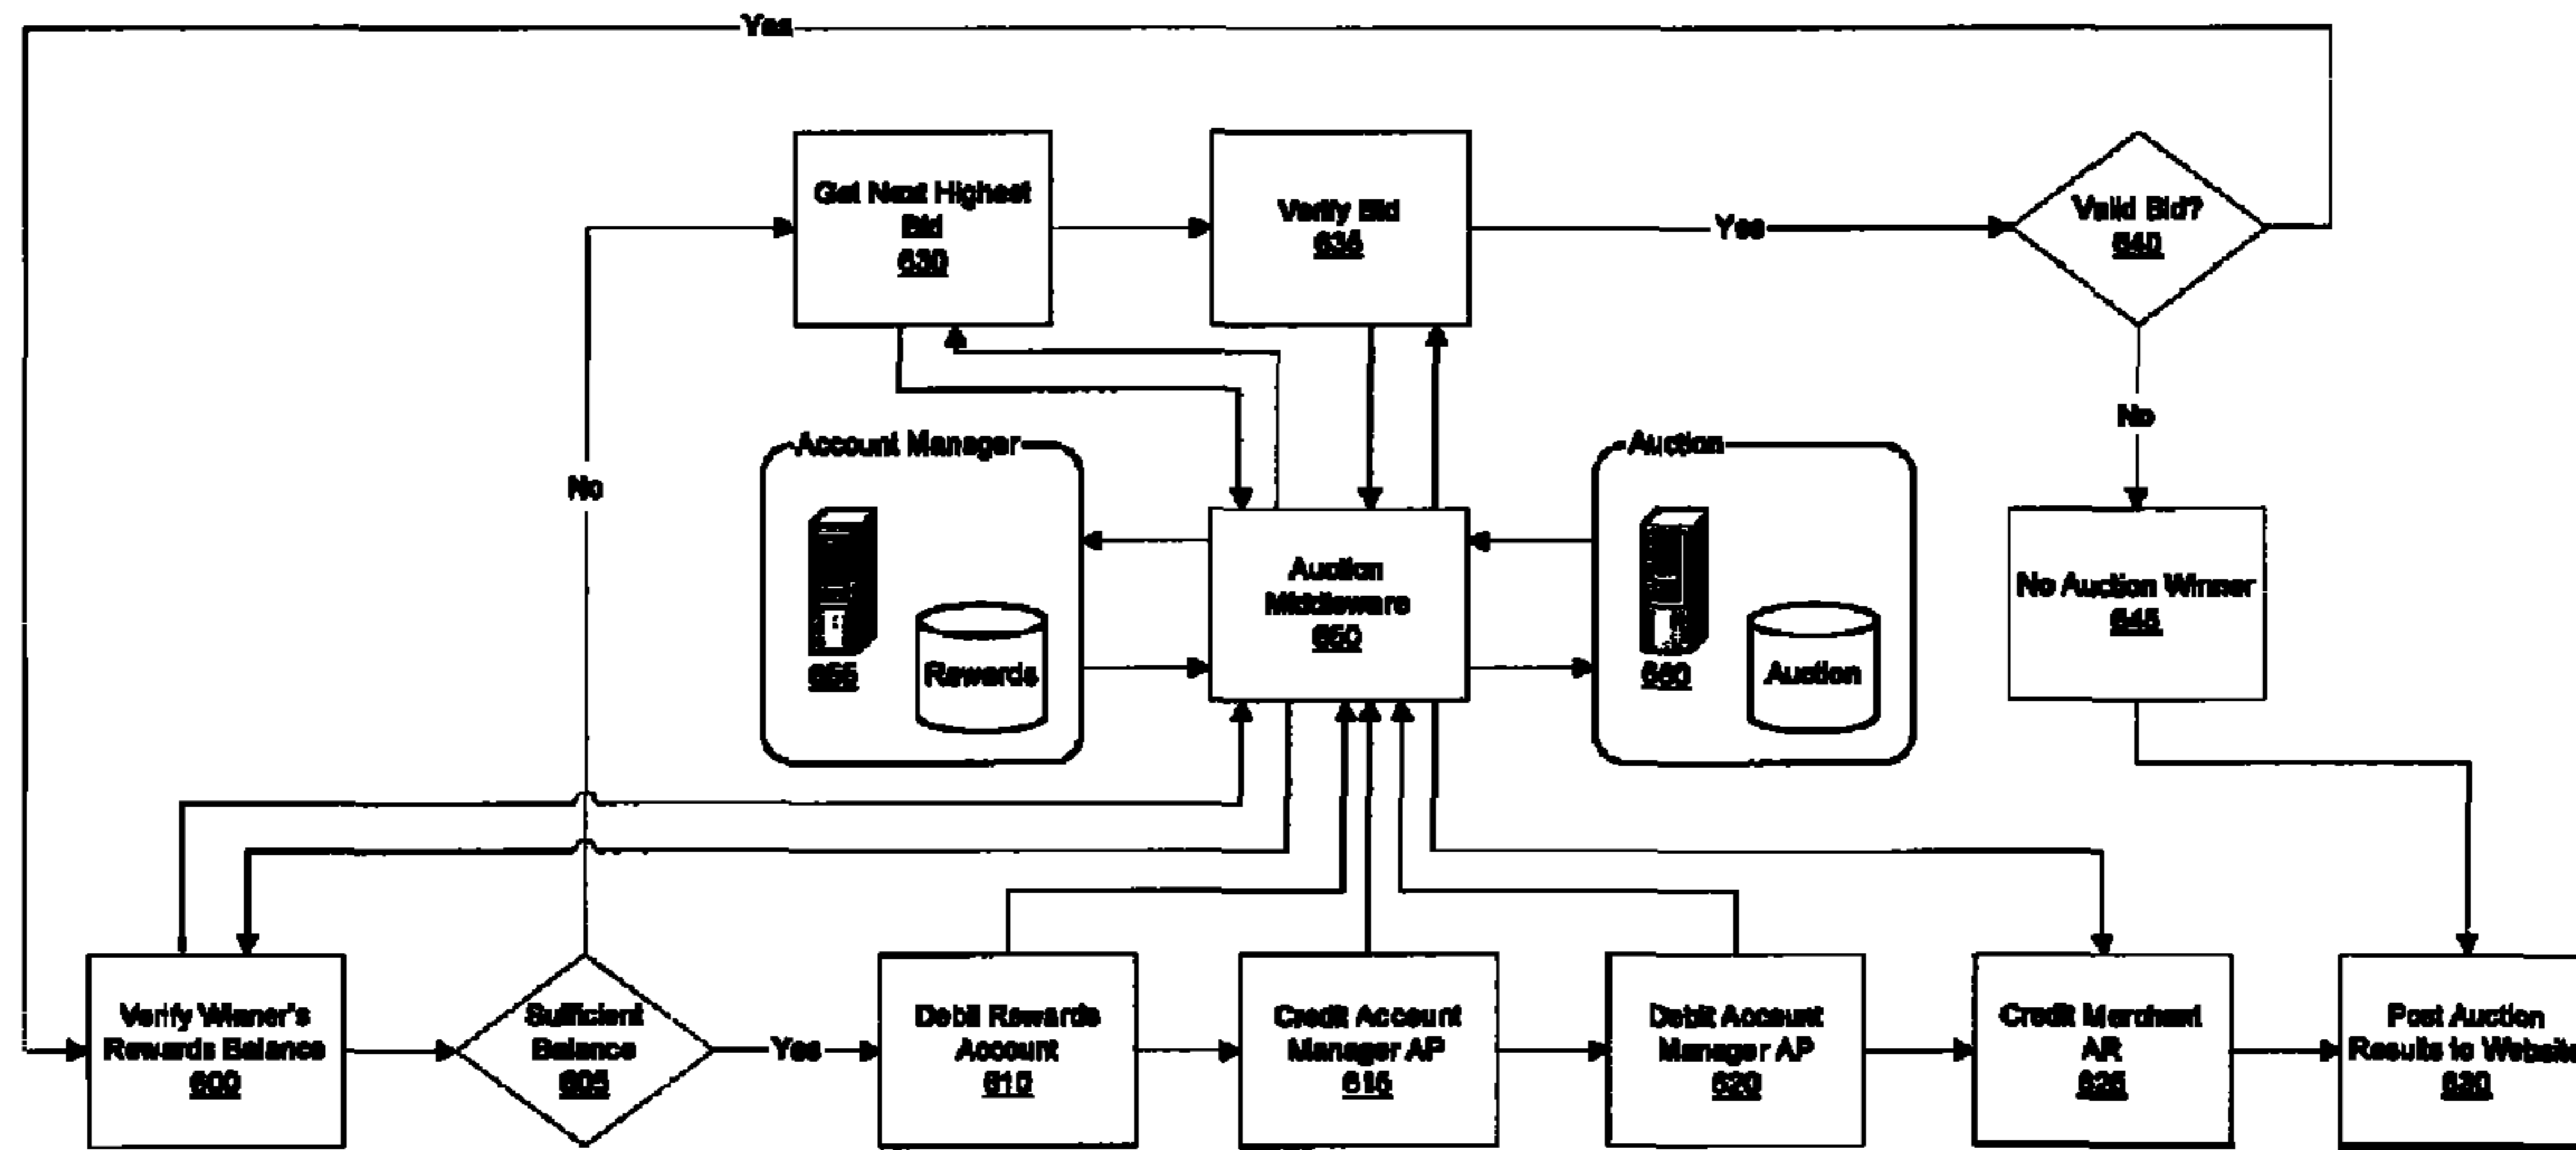 Yes
Get Next Highest
Bid
630
Verify Bid
635
Yes
Valid Bid?
640
No
No
Account Manager
655
Rewards
Auction
Middleware
650
Auction
660
Auction
No Auction Winner
645
Verify Winner's
Rewards Balance
600
Sufficient
Balance
605
Yes
Debit Rewards
Account
610
Credit Account
Manager AP
615
Debit Account
Manager AP
620
Credit Merchant
AR
625
Post Auction
Results to Website
630